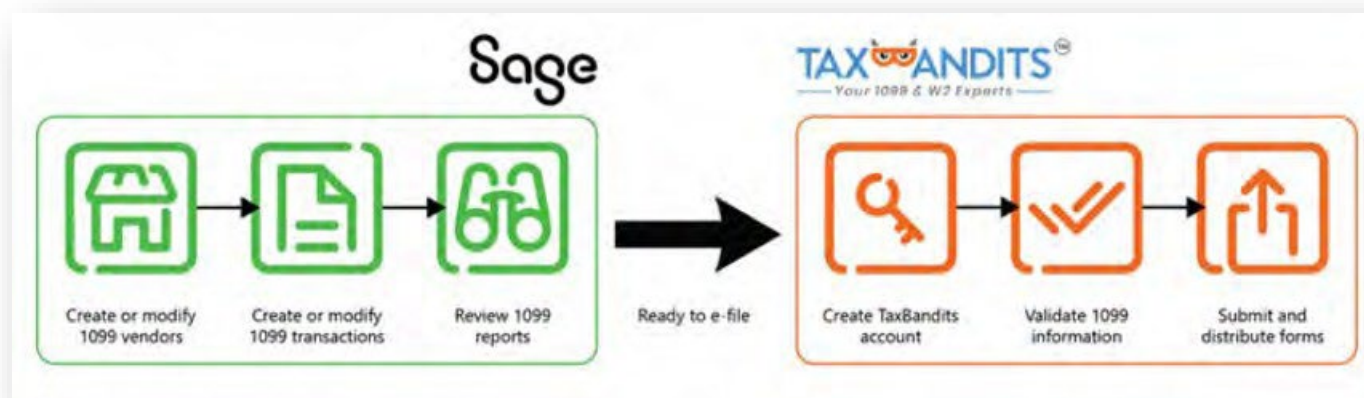 Sage
TAXBANDITS®
Your 1099 & W2 Experts
Create or modify
1099 vendors
Create or modify
1099 transactions
Review 1099
reports
Ready to e-file
Create TaxBandits
account
Validate 1099
information
Submit and
distribute forms